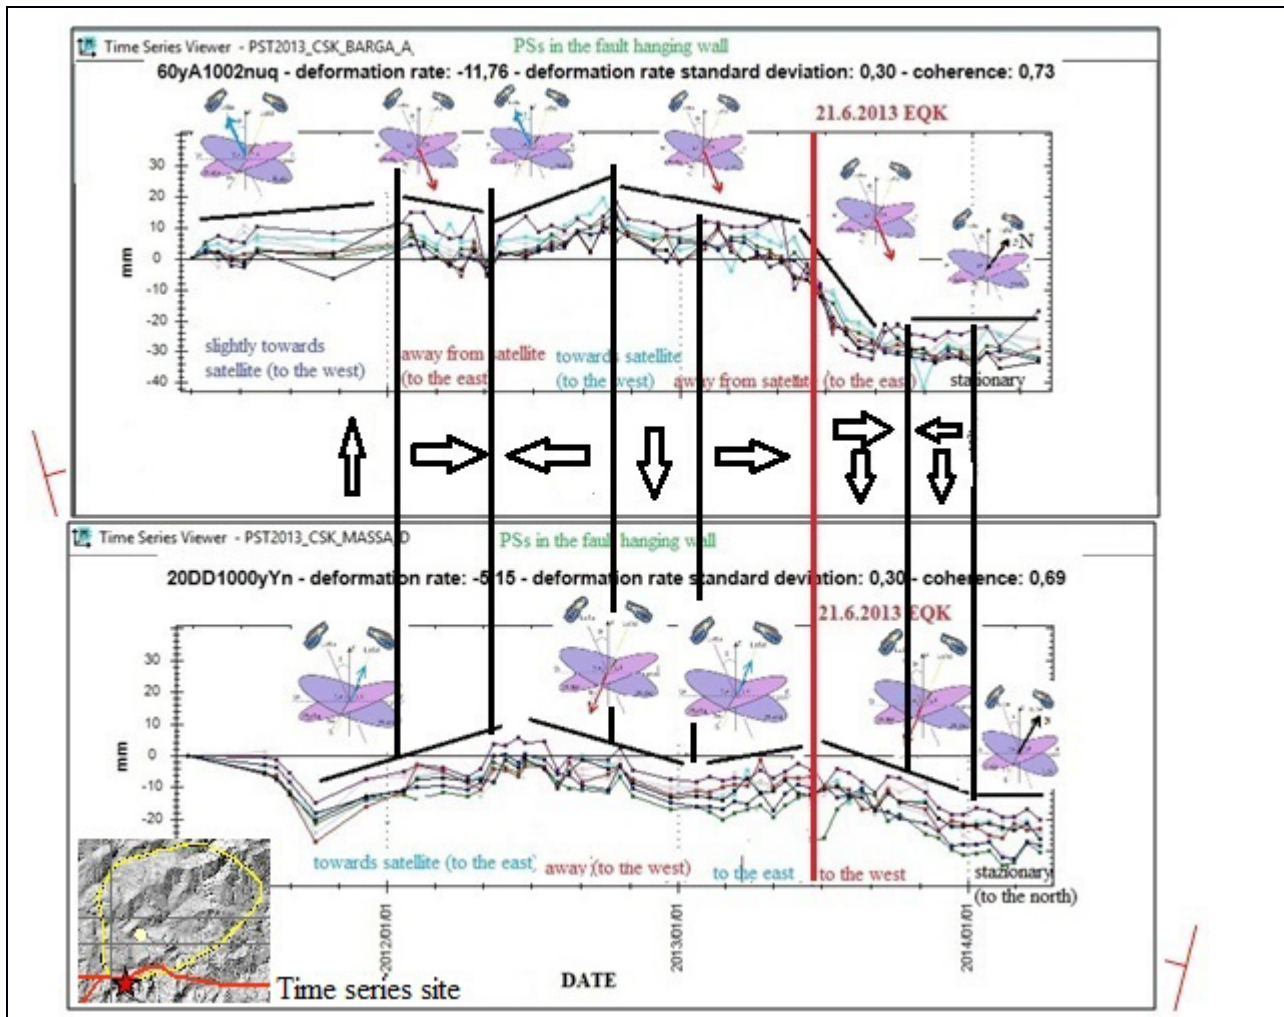 Time Series Viewer - PST2013_CSK_BARGA_A
PSs in the fault hanging wall
60yA1002nuq - deformation rate: -11,76 - deformation rate standard deviation: 0,30 - coherence: 0,73
21.6.2013 EQK
30
20
10
0
-10
-20
-30
-40
mm
N
slightly towards
satellite (to the west)
away from satellite
(to the east
towards satellite
(to the west)
away from satellite (to the east)
stazionary
Time Series Viewer - PST2013_CSK_MASSA_D
PSs in the fault hanging wall
20DD1000yYn - deformation rate: -5,15 - deformation rate standard deviation: 0,30 - coherence: 0,69
21.6.2013 EQK
30
20
10
0
-10
-20
mm
towards satellite (to the east)
away (to the west)
to the east
to the west
stazionary
(to the north)
2012/01/01
2013/01/01
2014/01/01
DATE
Time series site